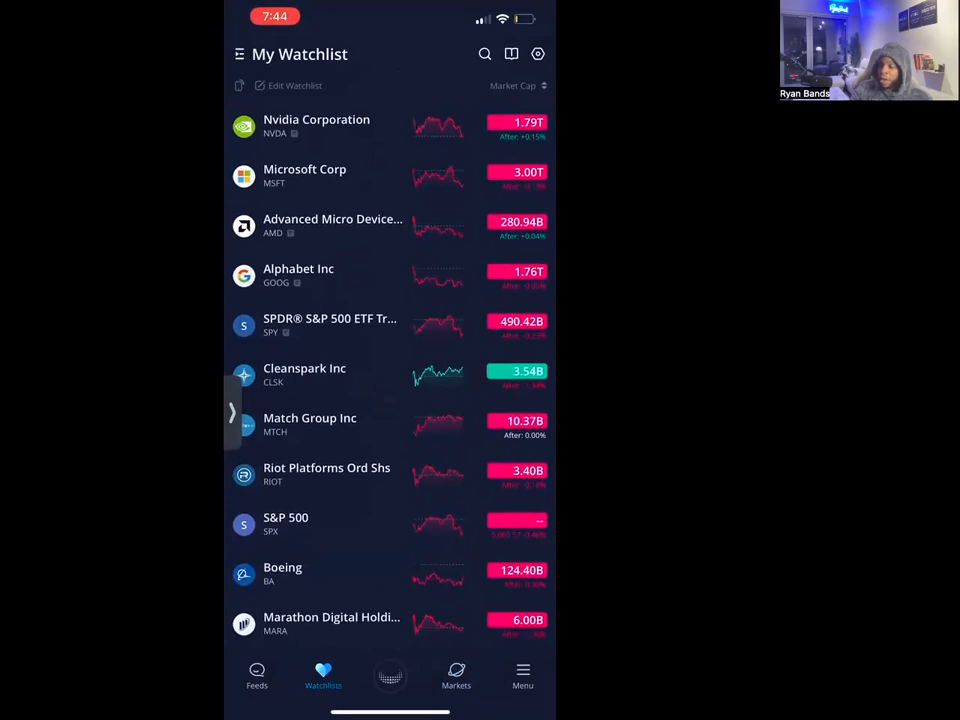 7:44
My Watchlist
Edit Watchlist
Market Cap
Nvidia Corporation
NVDA
1.79T
After: +0.15%
Microsoft Corp
MSFT
3.00T
Advanced Micro Device...
AMD
280.94B
After: +0.04%
Alphabet Inc
GOOG
1.76T
SPDR® S&P 500 ETF Tr...
SPY
490.42B
Cleanspark Inc
CLSK
3.54B
Match Group Inc
MTCH
10.37B
After: 0.00%
Riot Platforms Ord Shs
RIOT
3.40B
S&P 500
SPX
--
Boeing
BA
124.40B
Marathon Digital Holdi...
MARA
6.00B
Feeds
Watchlists
Markets
Menu
Ryan Bands